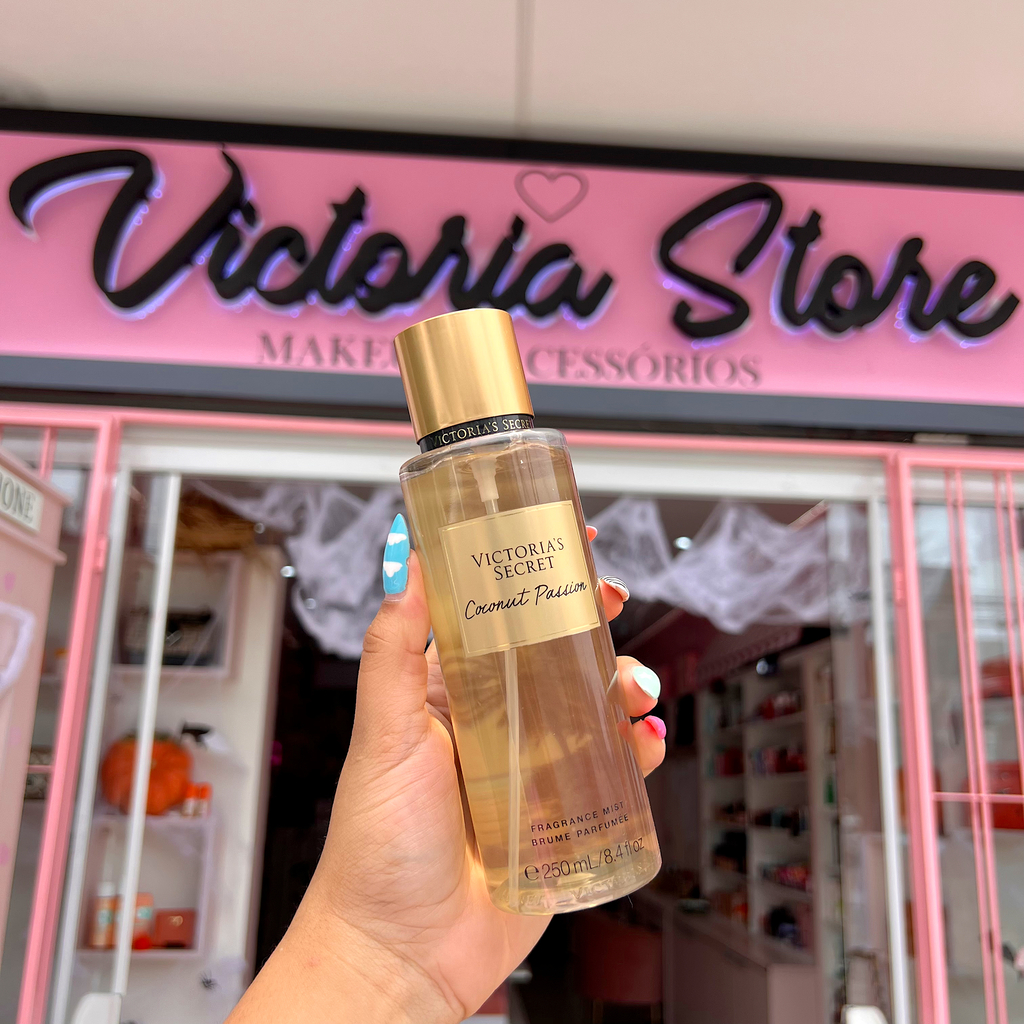 Victoria Store
MAKE CESSÓRIOS
VICTORIA'S SECRET
VICTORIA'S
SECRET
Coconut Passion
FRAGRANCE MIST
BRUME PARFUMÉE
℮250 mL/8.4 fl oz